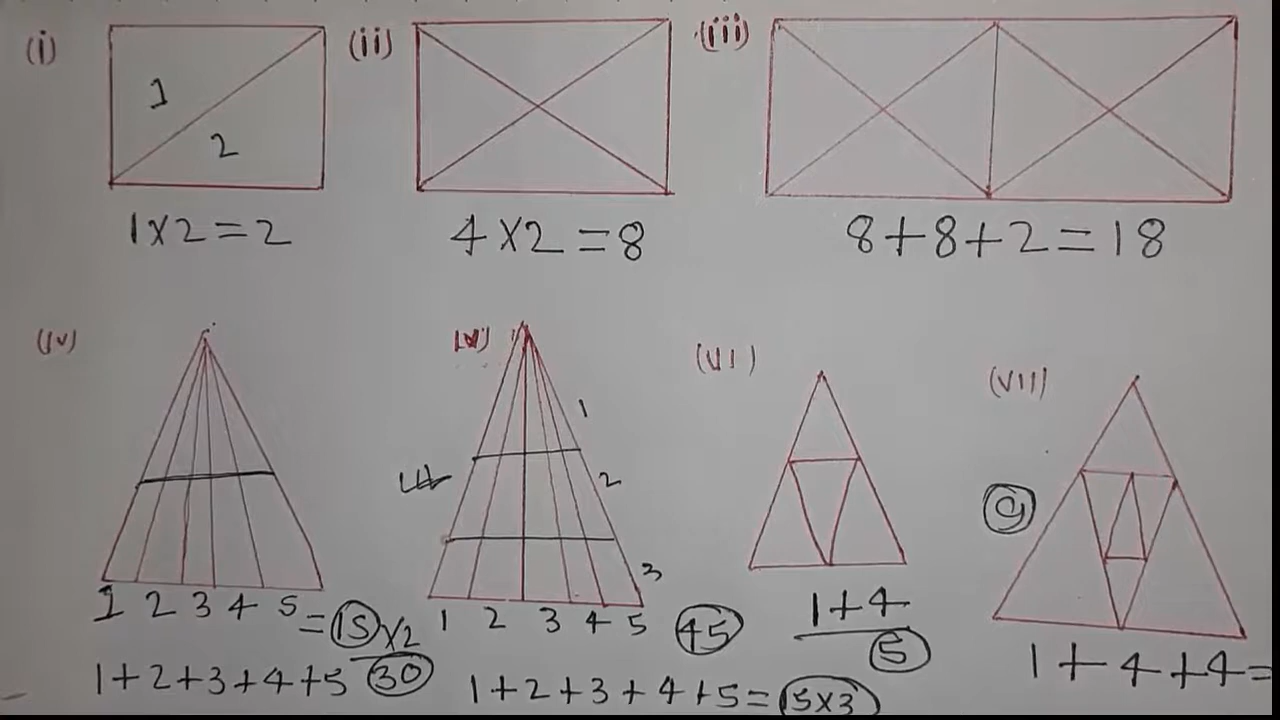 (i)
(ii)
(iii)
1
2
1×2=2
4×2=8
8+8+2=18
(iv)
(VI)
(VII)
1
2
3
9
1 2 3 4 5
=15×2
30
1+2+3+4+5
1 2 3 4 5
45
1+2+3+4+5=15×3
1+4
5
1+4+4=